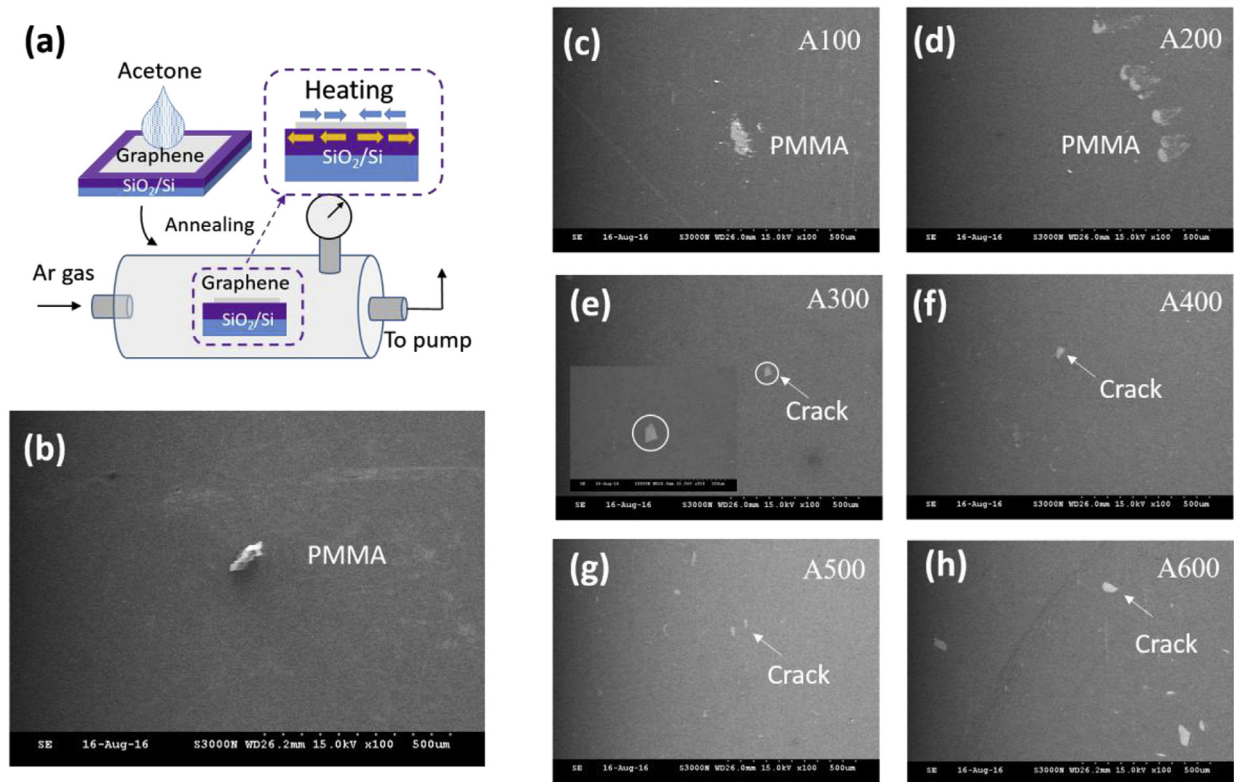 (a)
Acetone
Graphene
SiO2/Si
Heating
SiO2/Si
Annealing
Ar gas
Graphene
SiO2/Si
To pump
(b)
PMMA
SE 16-Aug-16 S3000N WD26.2mm 15.0kV x100 500um
(c)
A100
PMMA
SE 16-Aug-16 S3000N WD26.0mm 15.0kV x100 500um
(d)
A200
PMMA
SE 16-Aug-16 S3000N WD26.0mm 15.0kV x100 500um
(e)
A300
Crack
SE 16-Aug-16 S3000N WD26.0mm 15.0kV x100 500um
(f)
A400
Crack
SE 16-Aug-16 S3000N WD26.0mm 15.0kV x100 500um
(g)
A500
Crack
SE 16-Aug-16 S3000N WD26.0mm 15.0kV x100 500um
(h)
A600
Crack
SE 16-Aug-16 S3000N WD26.2mm 15.0kV x100 500um